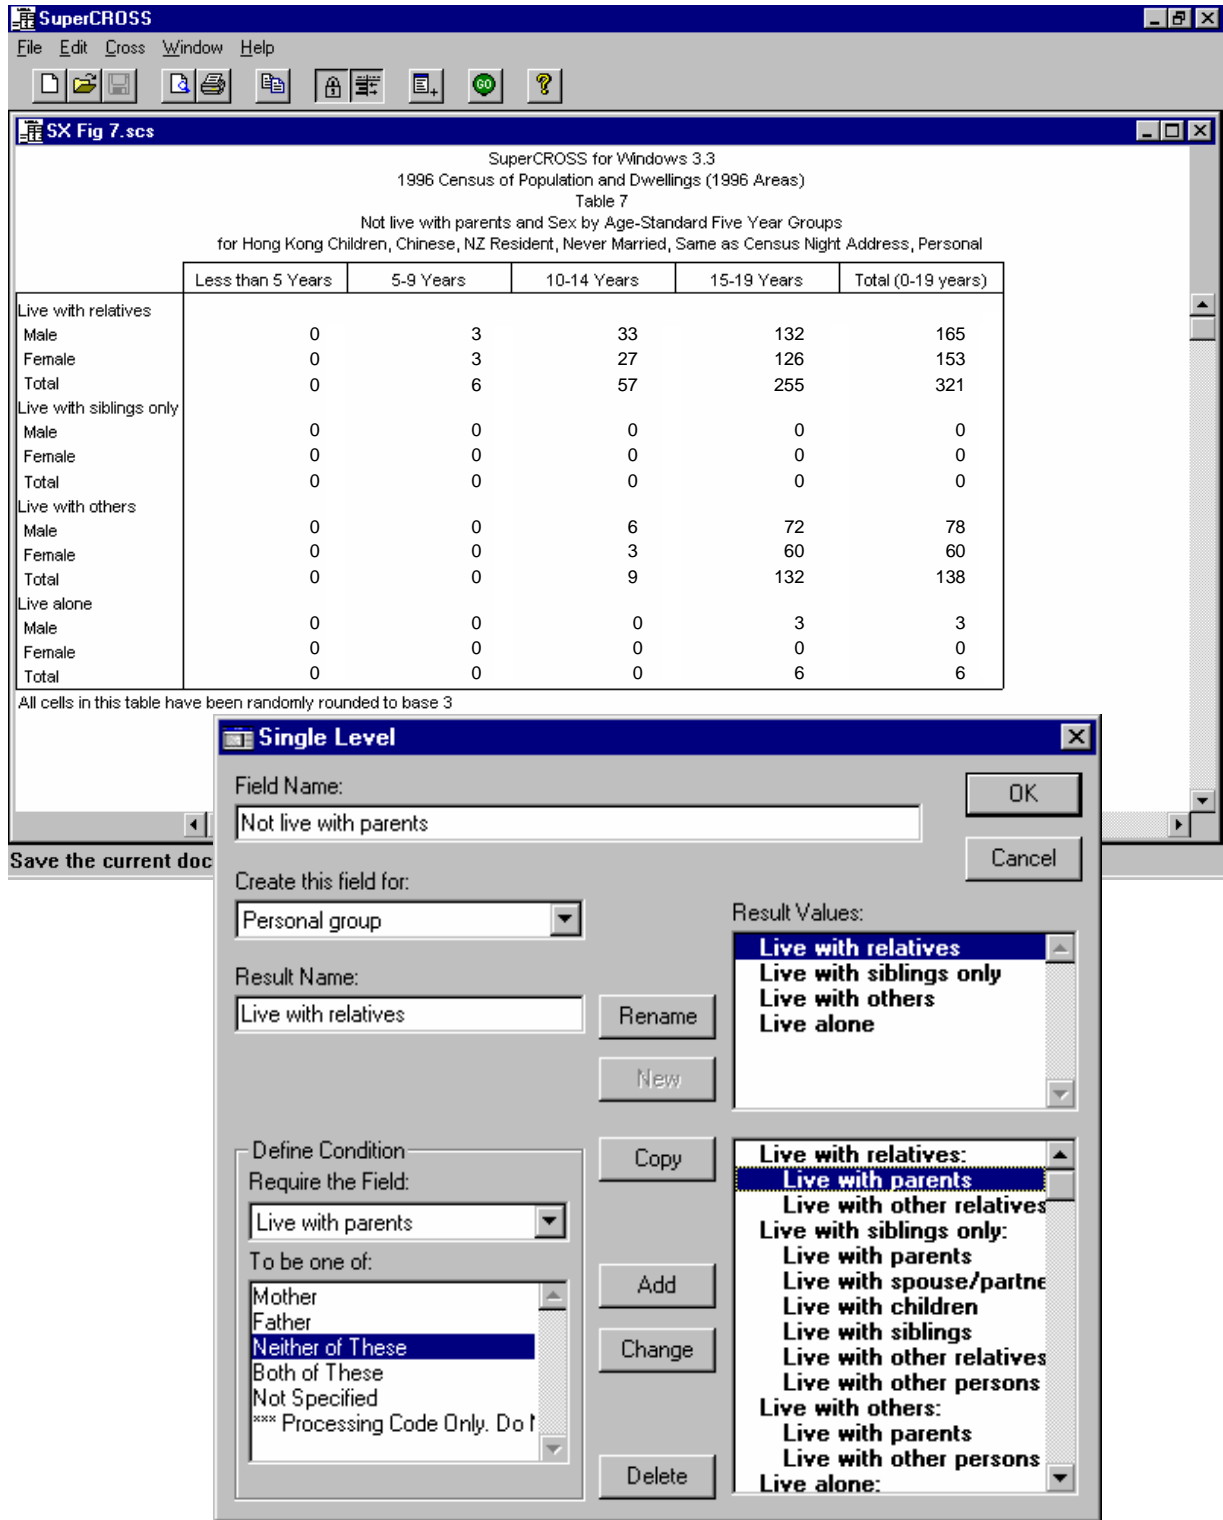 SuperCROSS
File Edit Cross Window Help
GO ?
SX Fig 7.scs
SuperCROSS for Windows 3.3
1996 Census of Population and Dwellings (1996 Areas)
Table 7
Not live with parents and Sex by Age-Standard Five Year Groups
for Hong Kong Children, Chinese, NZ Resident, Never Married, Same as Census Night Address, Personal
Less than 5 Years 5-9 Years 10-14 Years 15-19 Years Total (0-19 years)
Live with relatives
Male 0 3 33 132 165
Female 0 3 27 126 153
Total 0 6 57 255 321
Live with siblings only
Male 0 0 0 0 0
Female 0 0 0 0 0
Total 0 0 0 0 0
Live with others
Male 0 0 6 72 78
Female 0 0 3 60 60
Total 0 0 9 132 138
Live alone
Male 0 0 0 3 3
Female 0 0 0 0 0
Total 0 0 0 6 6
All cells in this table have been randomly rounded to base 3
Save the current doc
Single Level
Field Name:
Not live with parents
OK
Cancel
Create this field for:
Personal group
Result Name:
Live with relatives
Rename
New
Result Values:
Live with relatives
Live with siblings only
Live with others
Live alone
Define Condition
Require the Field:
Live with parents
To be one of:
Mother
Father
Neither of These
Both of These
Not Specified
*** Processing Code Only. Do
Copy
Add
Change
Delete
Live with relatives:
Live with parents
Live with other relatives
Live with siblings only:
Live with parents
Live with spouse/partne
Live with children
Live with siblings
Live with other relatives
Live with other persons
Live with others:
Live with parents
Live with other persons
Live alone: